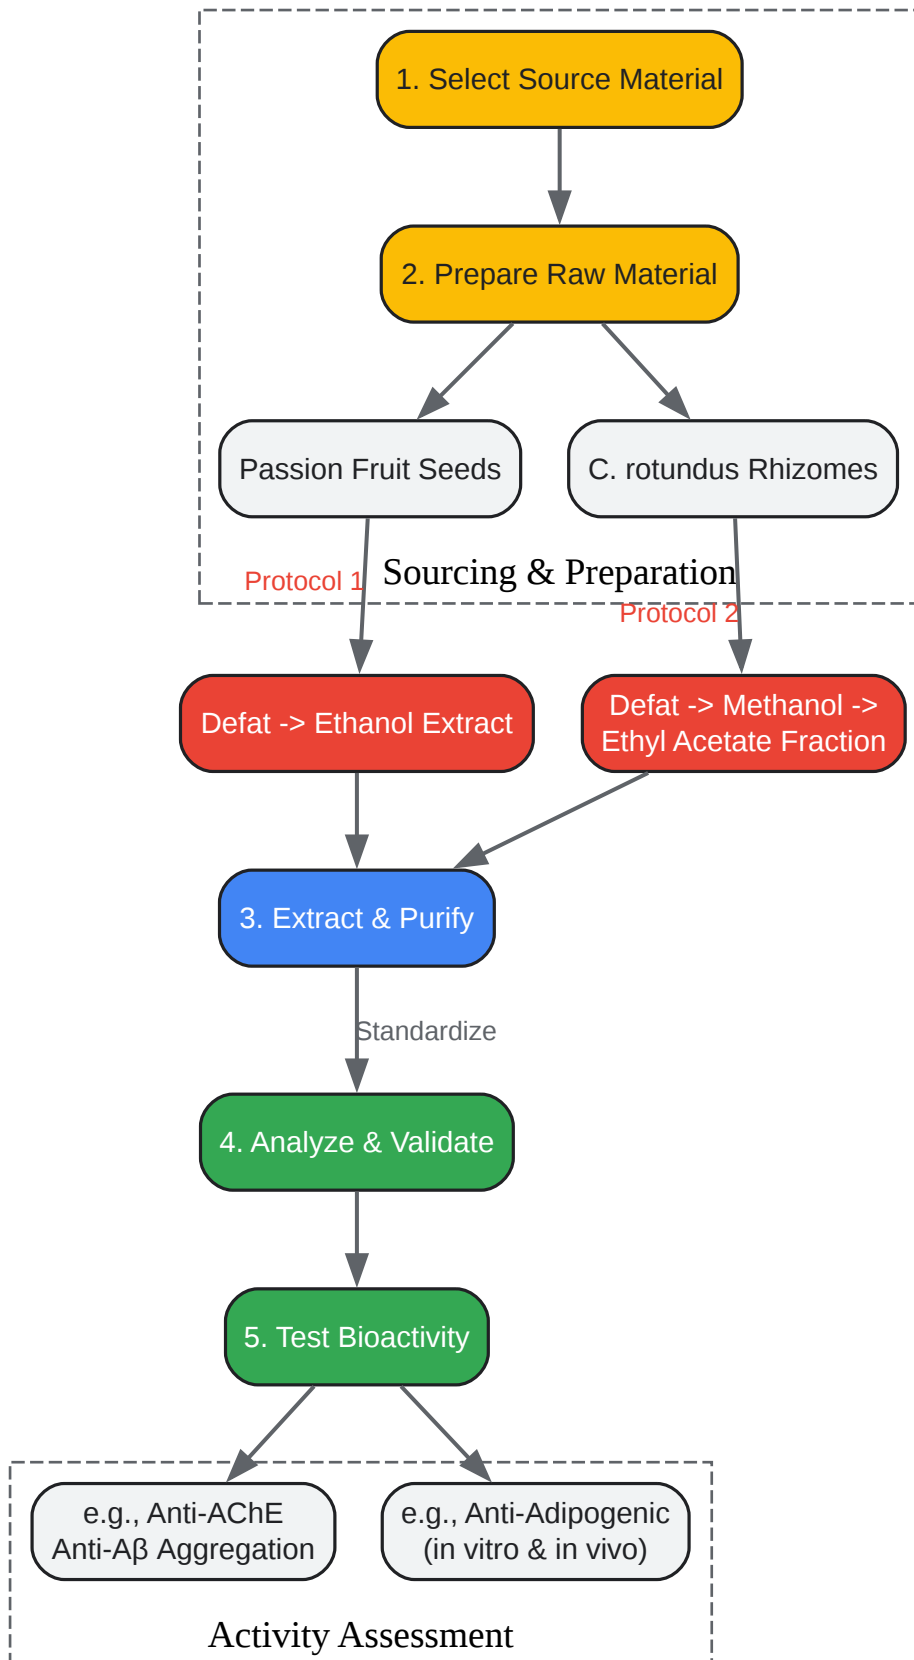 1. Select Source Material
2. Prepare Raw Material
Passion Fruit Seeds
C. rotundus Rhizomes
Sourcing & Preparation
Protocol 1
Protocol 2
Defat -> Ethanol Extract
Defat -> Methanol ->
Ethyl Acetate Fraction
3. Extract & Purify
Standardize
4. Analyze & Validate
5. Test Bioactivity
e.g., Anti-AChE
Anti-Aβ Aggregation
e.g., Anti-Adipogenic
(in vitro & in vivo)
Activity Assessment